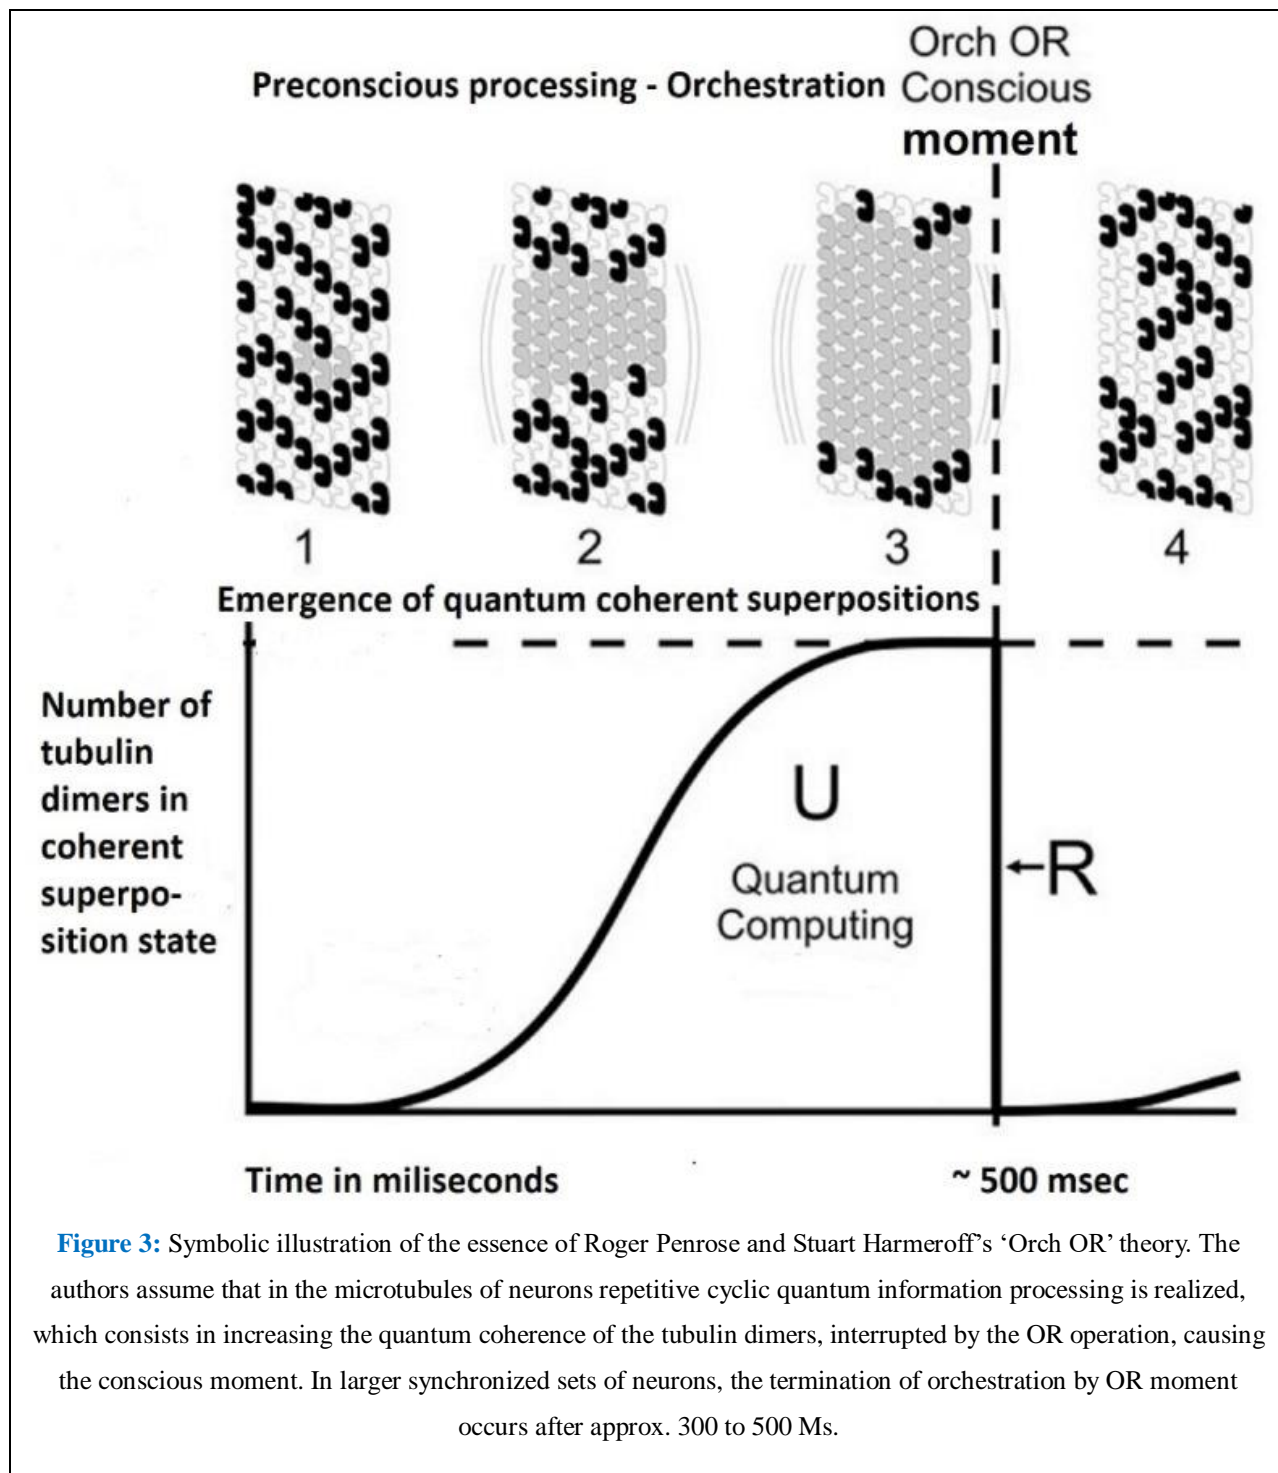 Orch OR
Preconscious processing - Orchestration Conscious
moment
1 2 3 4
Emergence of quantum coherent superpositions
Number of
tubulin
dimers in
coherent
superpo-
sition state
U
Quantum
Computing
R
Time in miliseconds ~ 500 msec
Figure 3: Symbolic illustration of the essence of Roger Penrose and Stuart Harmeroff’s ‘Orch OR’ theory. The
authors assume that in the microtubules of neurons repetitive cyclic quantum information processing is realized,
which consists in increasing the quantum coherence of the tubulin dimers, interrupted by the OR operation, causing
the conscious moment. In larger synchronized sets of neurons, the termination of orchestration by OR moment
occurs after approx. 300 to 500 Ms.